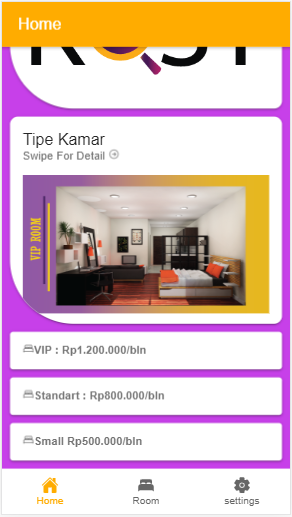 Home
Tipe Kamar
Swipe For Detail
VIP ROOM
VIP : Rp1.200.000/bln
Standart : Rp800.000/bln
Small Rp500.000/bln
Home
Room
settings